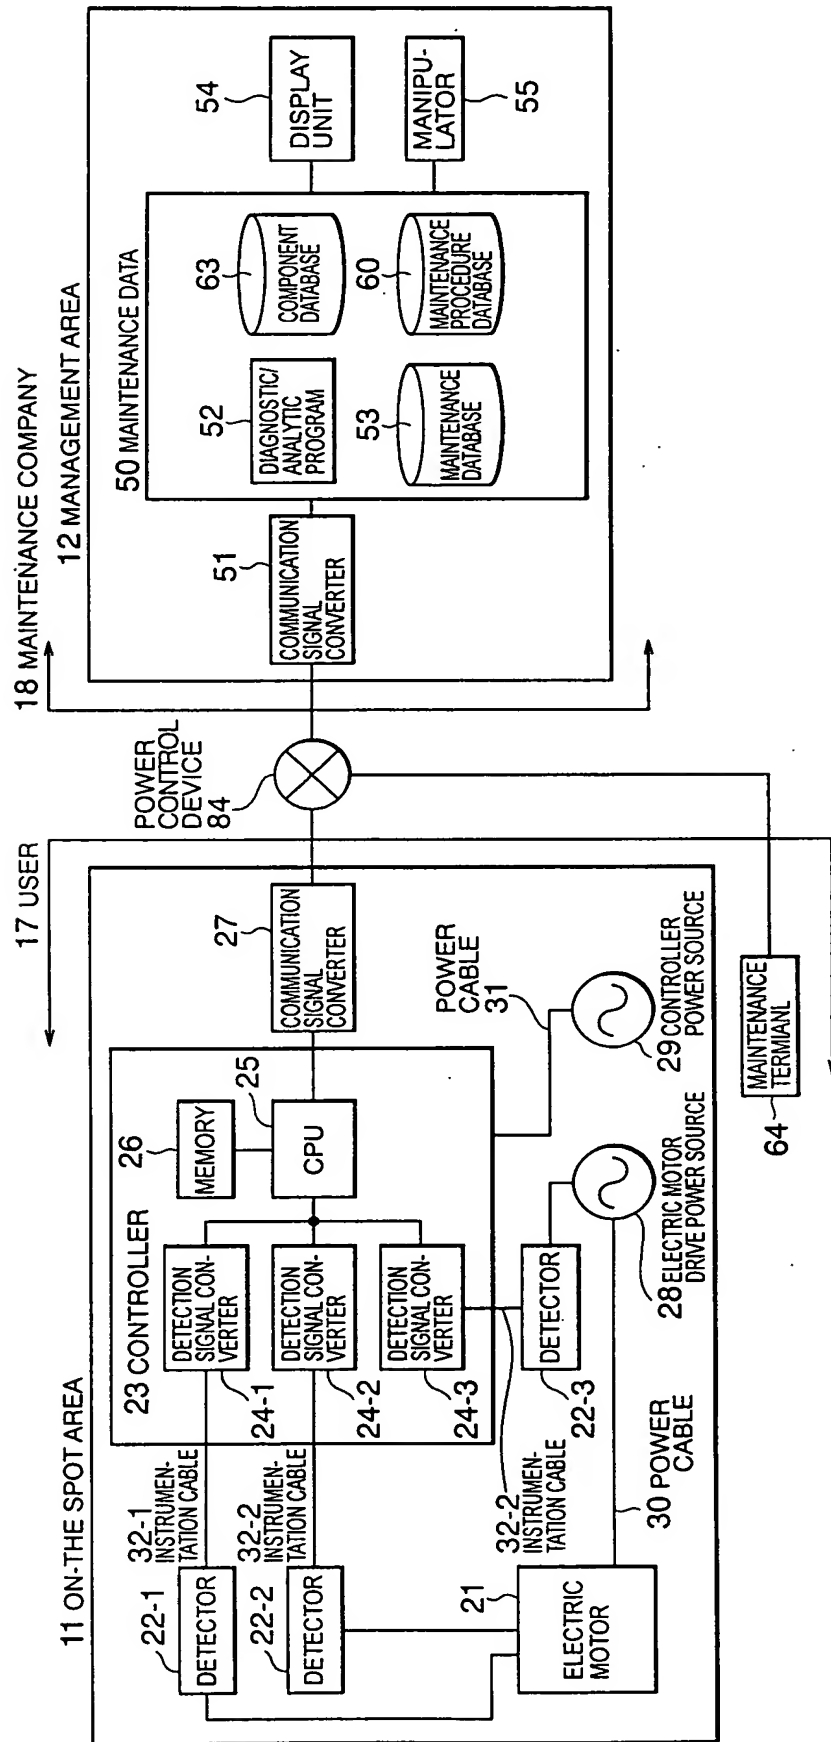 11 ON-THE SPOT AREA
17 USER
18 MAINTENANCE COMPANY
12 MANAGEMENT AREA
23 CONTROLLER
26
MEMORY
25
CPU
27
COMMUNICATION
SIGNAL
CONVERTER
DETECTION
SIGNAL CON-
VERTER
24-1
DETECTION
SIGNAL CON-
VERTER
24-2
DETECTION
SIGNAL CON-
VERTER
24-3
32-1
INSTRUMEN-
TATION CABLE
32-2
INSTRUMEN-
TATION CABLE
32-2
INSTRUMEN-
TATION CABLE
22-1
DETECTOR
22-2
DETECTOR
DETECTOR
22-3
21
ELECTRIC
MOTOR
30 POWER
CABLE
28 ELECTRIC MOTOR
DRIVE POWER SOURCE
POWER
CABLE
31
29 CONTROLLER
POWER SOURCE
MAINTENANCE
TERMIANL
64
POWER
CONTROL
DEVICE
84
51
COMMUNICATION
SIGNAL
CONVERTER
50 MAINTENANCE DATA
52
DIAGNOSTIC/
ANALYTIC
PROGRAM
63
COMPONENT
DATABASE
53
MAINTENANCE
DATABASE
60
MAINTENANCE
PROCEDURE
DATABASE
54
DISPLAY
UNIT
MANIPU-
LATOR
55